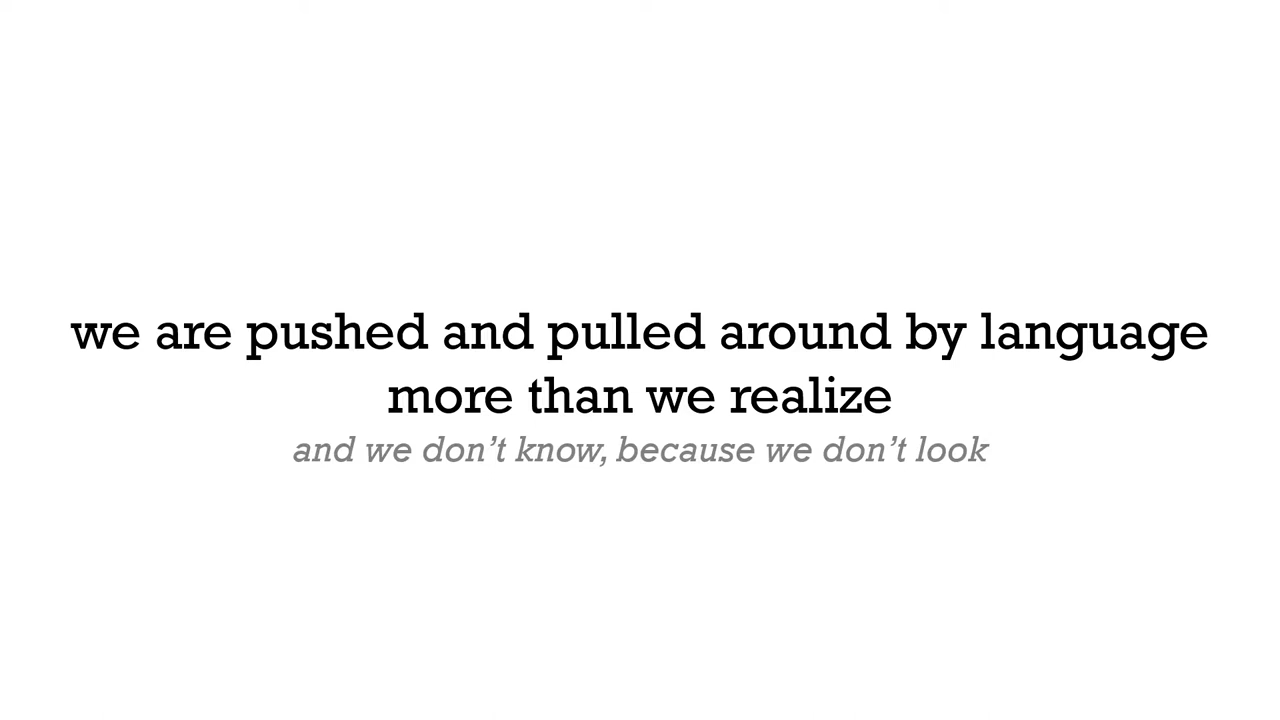 we are pushed and pulled around by language
more than we realize
and we don’t know, because we don’t look